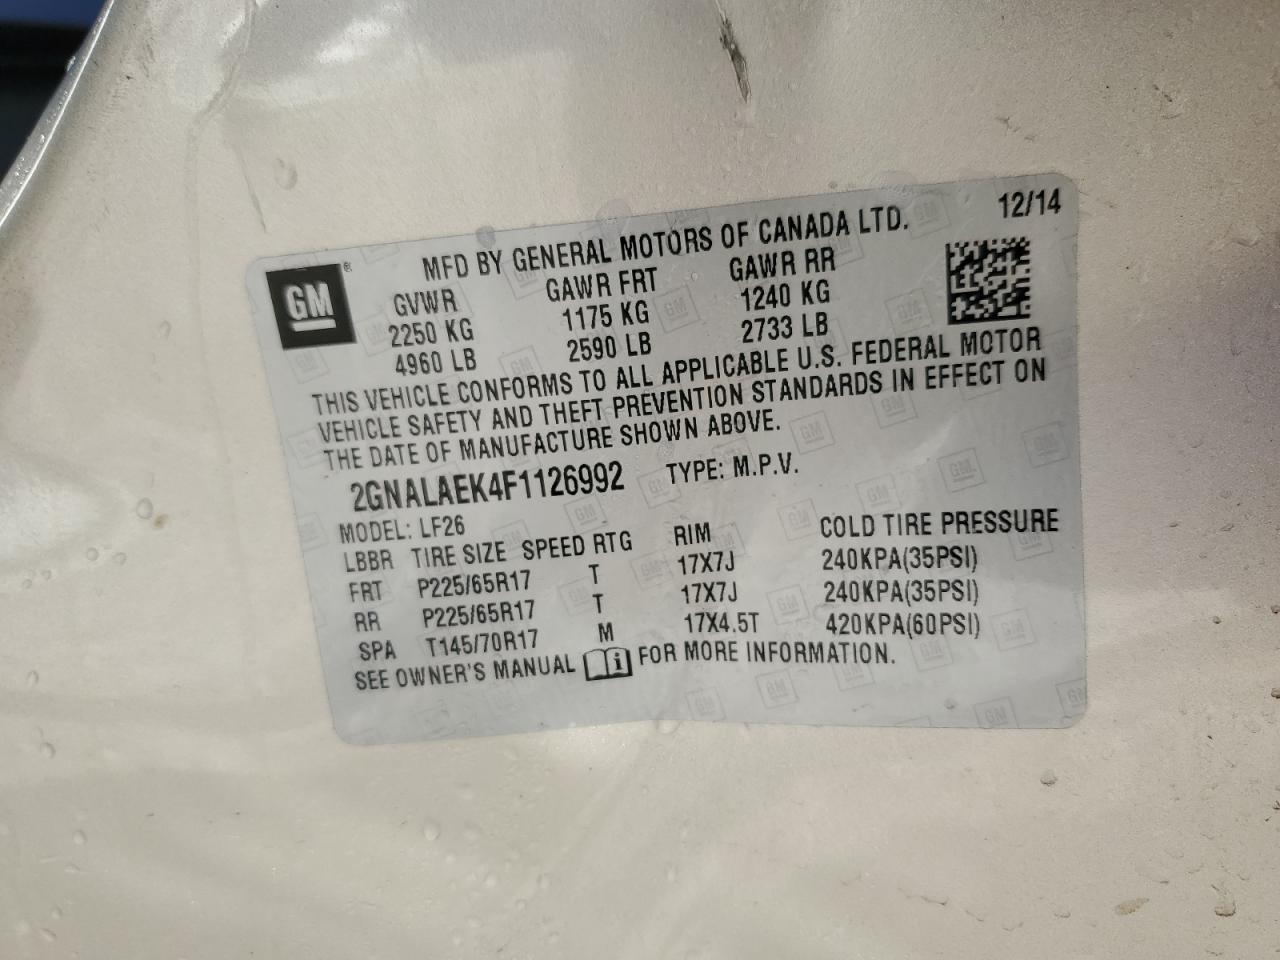 12/14
MFD BY GENERAL MOTORS OF CANADA LTD.
GM ®
GVWR GAWR FRT GAWR RR
2250 KG 1175 KG 1240 KG
4960 LB 2590 LB 2733 LB
THIS VEHICLE CONFORMS TO ALL APPLICABLE U.S. FEDERAL MOTOR
VEHICLE SAFETY AND THEFT PREVENTION STANDARDS IN EFFECT ON
THE DATE OF MANUFACTURE SHOWN ABOVE.
2GNALAEK4F1126992 TYPE: M.P.V.
MODEL: LF26
LBBR TIRE SIZE SPEED RTG RIM COLD TIRE PRESSURE
FRT P225/65R17 T 17X7J 240KPA(35PSI)
RR P225/65R17 T 17X7J 240KPA(35PSI)
SPA T145/70R17 M 17X4.5T 420KPA(60PSI)
SEE OWNER'S MANUAL i FOR MORE INFORMATION.